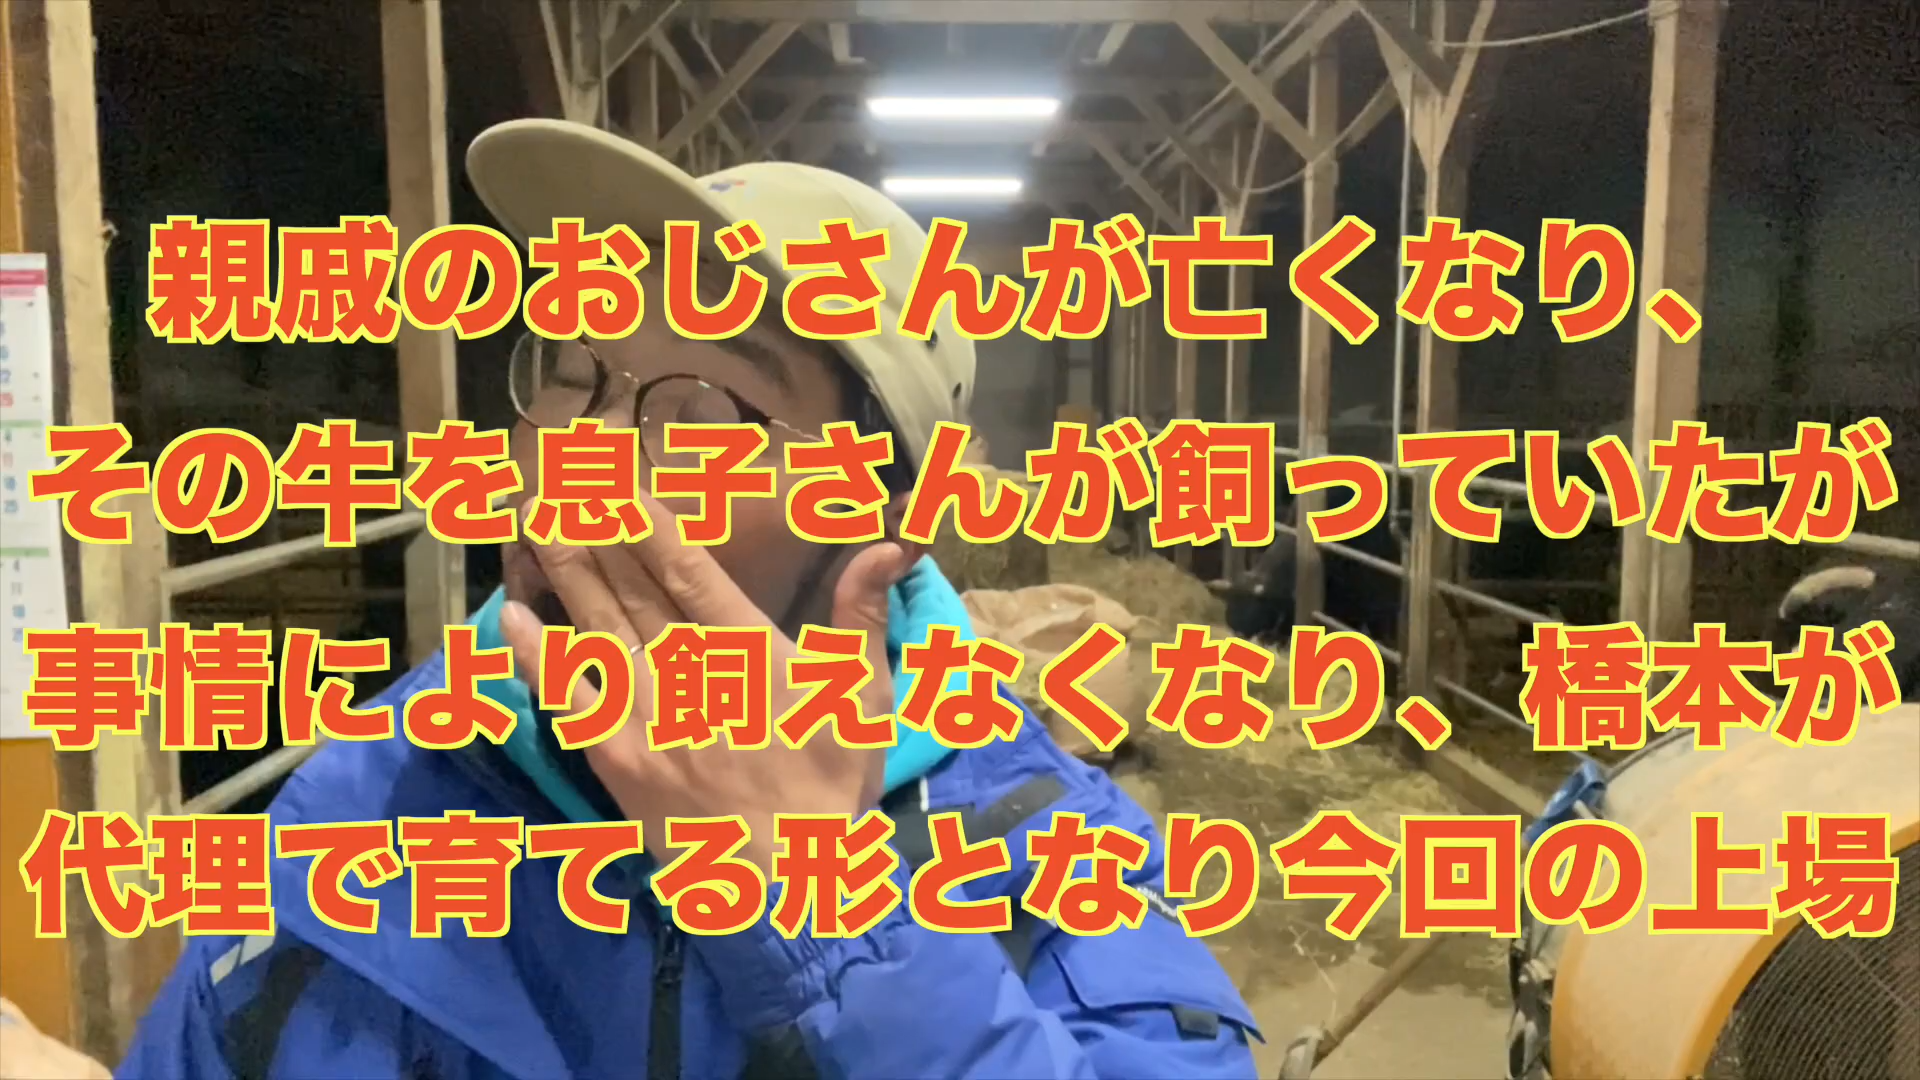 親戚のおじさんが亡くなり、
その牛を息子さんが飼っていたが
事情により飼えなくなり、橋本が
代理で育てる形となり今回の上場